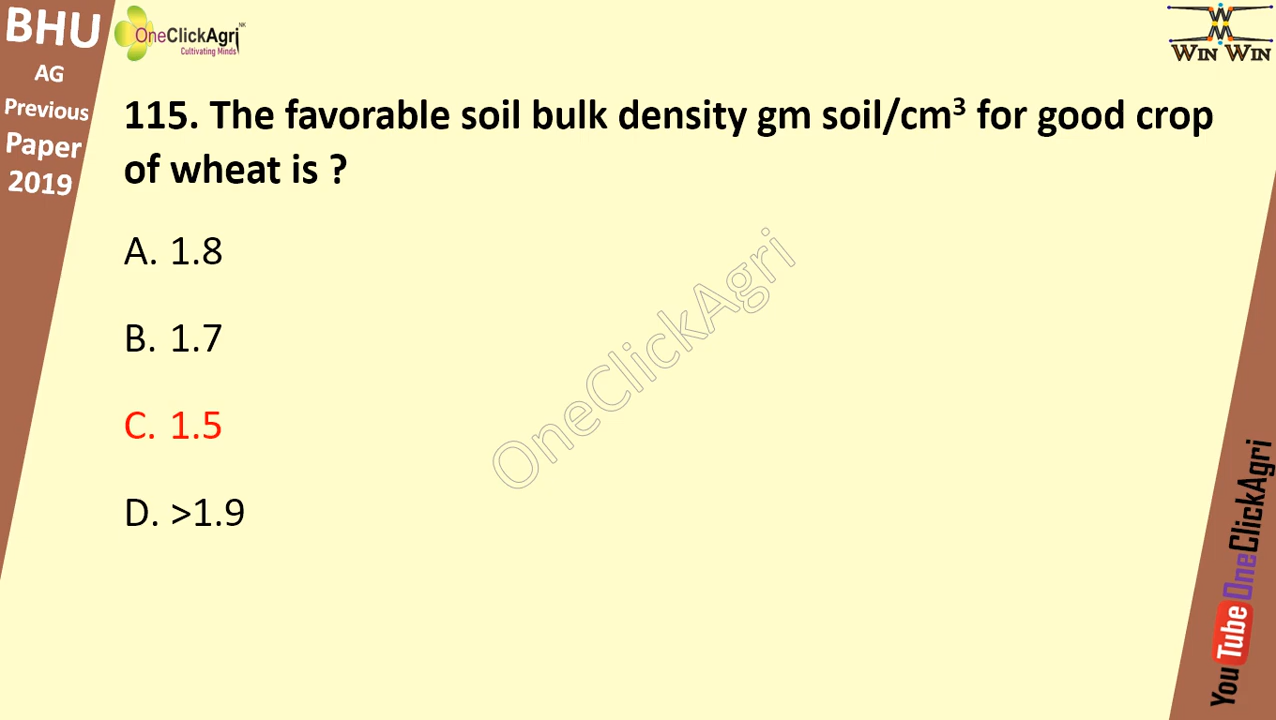 BHU
AG
Previous
Paper
2019
OneClickAgri NK
Cultivating Minds
WIN WIN
115. The favorable soil bulk density gm soil/cm³ for good crop
of wheat is ?
A. 1.8
B. 1.7
C. 1.5
D. >1.9
OneClickAgri
YouTube OneClickAgri